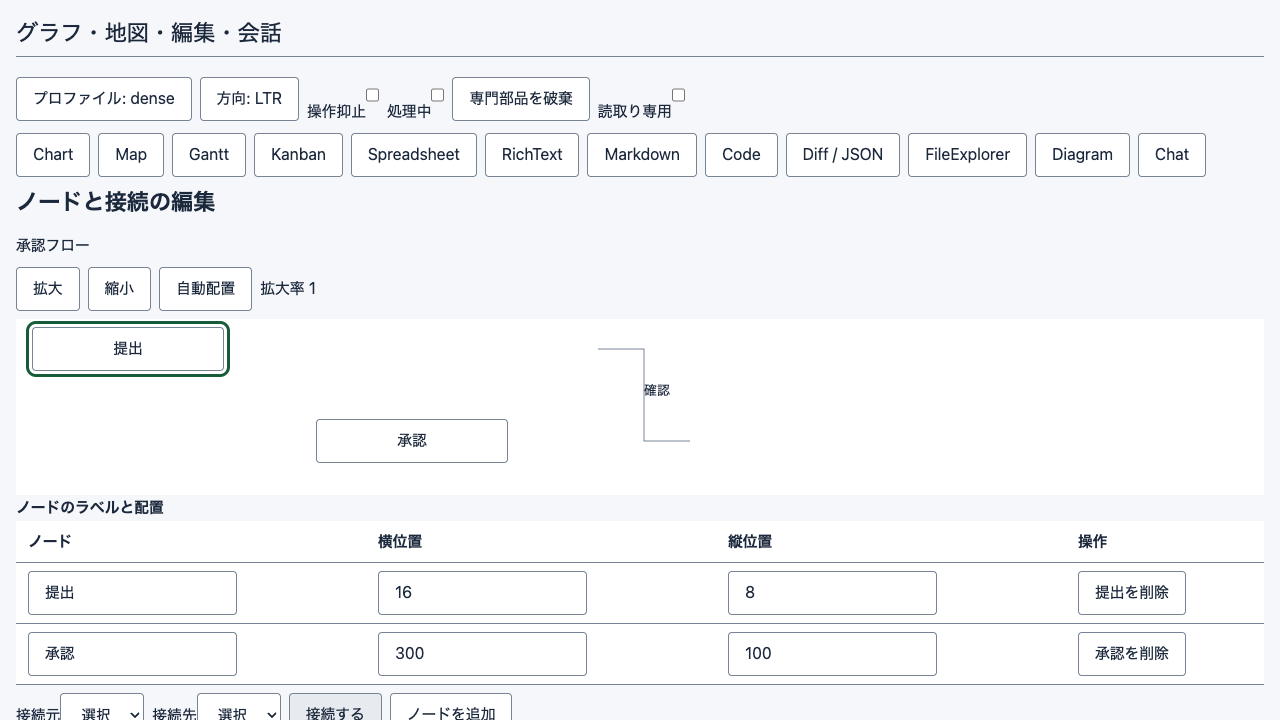 グラフ・地図・編集・会話
プロファイル: dense 方向: LTR 操作抑止 処理中 専門部品を破棄 読取り専用
Chart Map Gantt Kanban Spreadsheet RichText Markdown Code Diff / JSON FileExplorer Diagram Chat
ノードと接続の編集
承認フロー
拡大 縮小 自動配置 拡大率 1
提出
確認
承認
ノードのラベルと配置
ノード 横位置 縦位置 操作
提出 16 8 提出を削除
承認 300 100 承認を削除
接続元 選択 接続先 選択 接続する ノードを追加